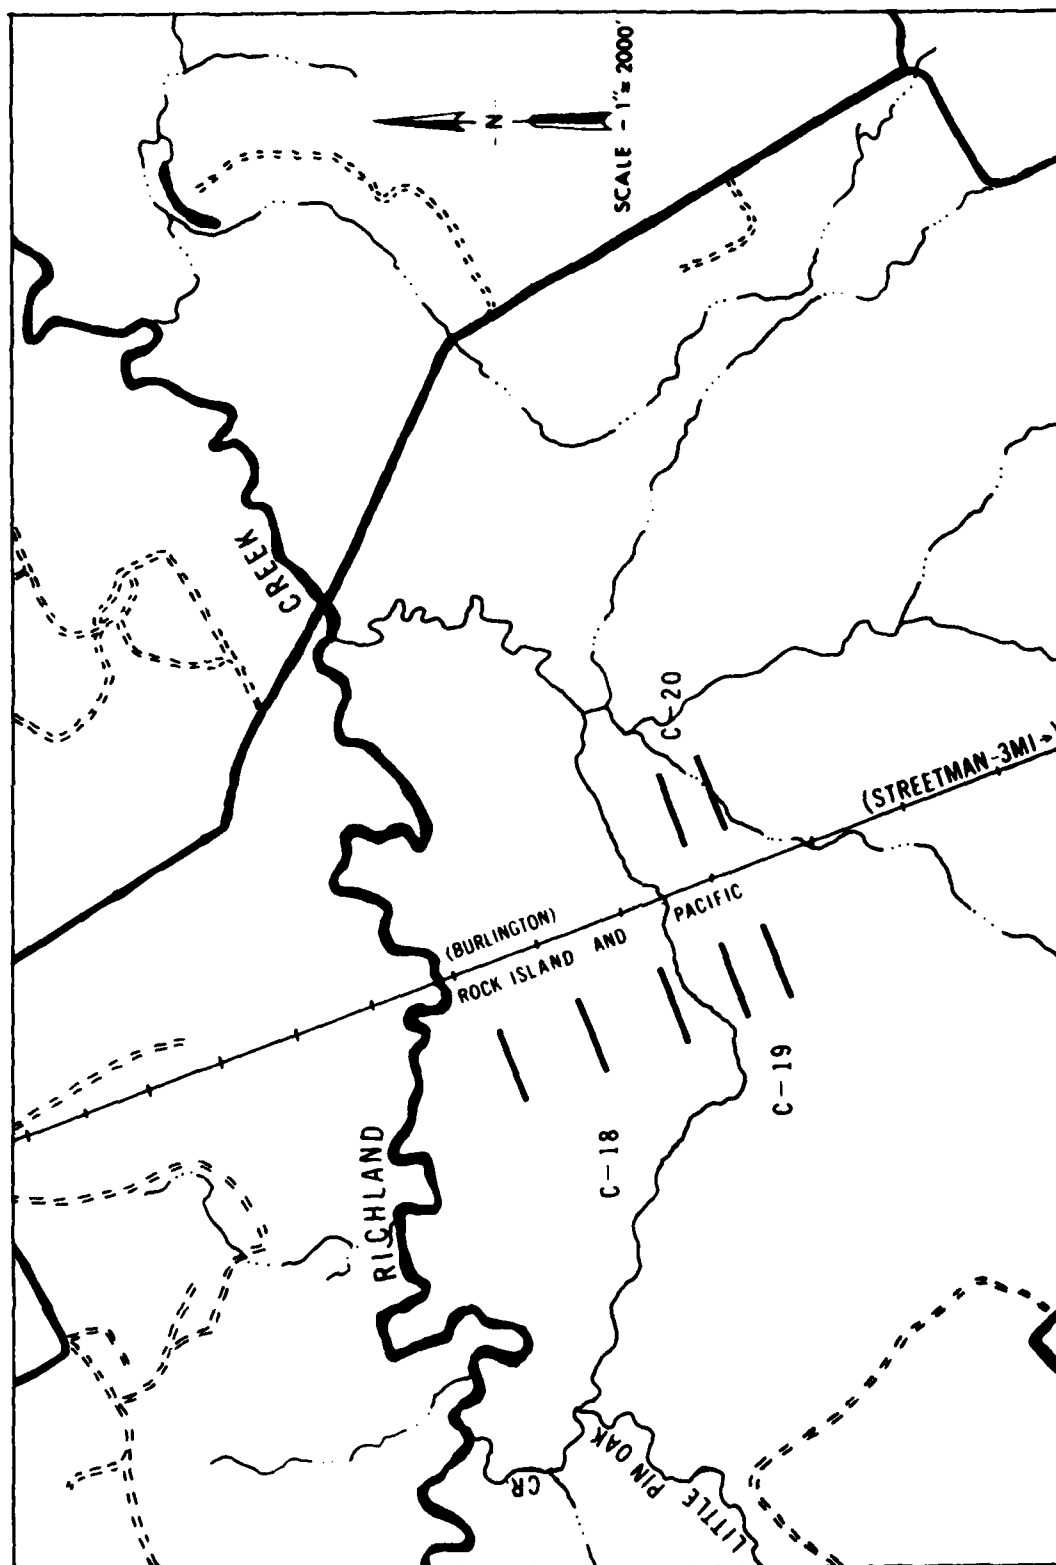 N
SCALE - 1"= 2000'
CREEK
C-20
(STREETMAN-3MI→)
(BURLINGTON)
ROCK ISLAND AND PACIFIC
C-19
C-18
RICHLAND
CR
LITTLE PIN OAK